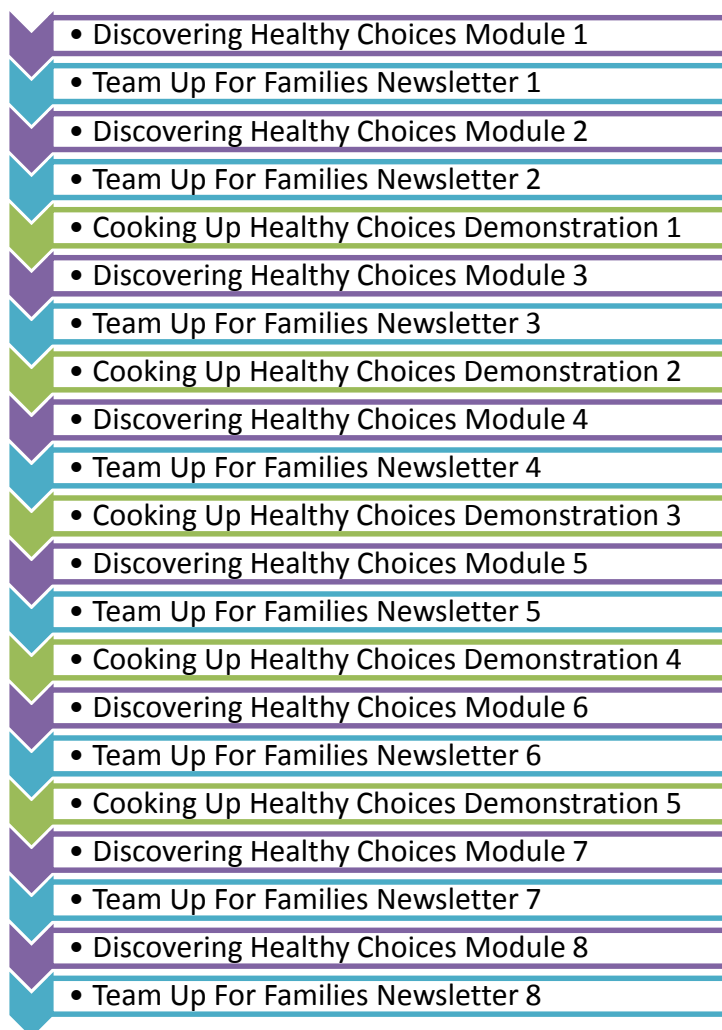 • Discovering Healthy Choices Module 1
• Team Up For Families Newsletter 1
• Discovering Healthy Choices Module 2
• Team Up For Families Newsletter 2
• Cooking Up Healthy Choices Demonstration 1
• Discovering Healthy Choices Module 3
• Team Up For Families Newsletter 3
• Cooking Up Healthy Choices Demonstration 2
• Discovering Healthy Choices Module 4
• Team Up For Families Newsletter 4
• Cooking Up Healthy Choices Demonstration 3
• Discovering Healthy Choices Module 5
• Team Up For Families Newsletter 5
• Cooking Up Healthy Choices Demonstration 4
• Discovering Healthy Choices Module 6
• Team Up For Families Newsletter 6
• Cooking Up Healthy Choices Demonstration 5
• Discovering Healthy Choices Module 7
• Team Up For Families Newsletter 7
• Discovering Healthy Choices Module 8
• Team Up For Families Newsletter 8